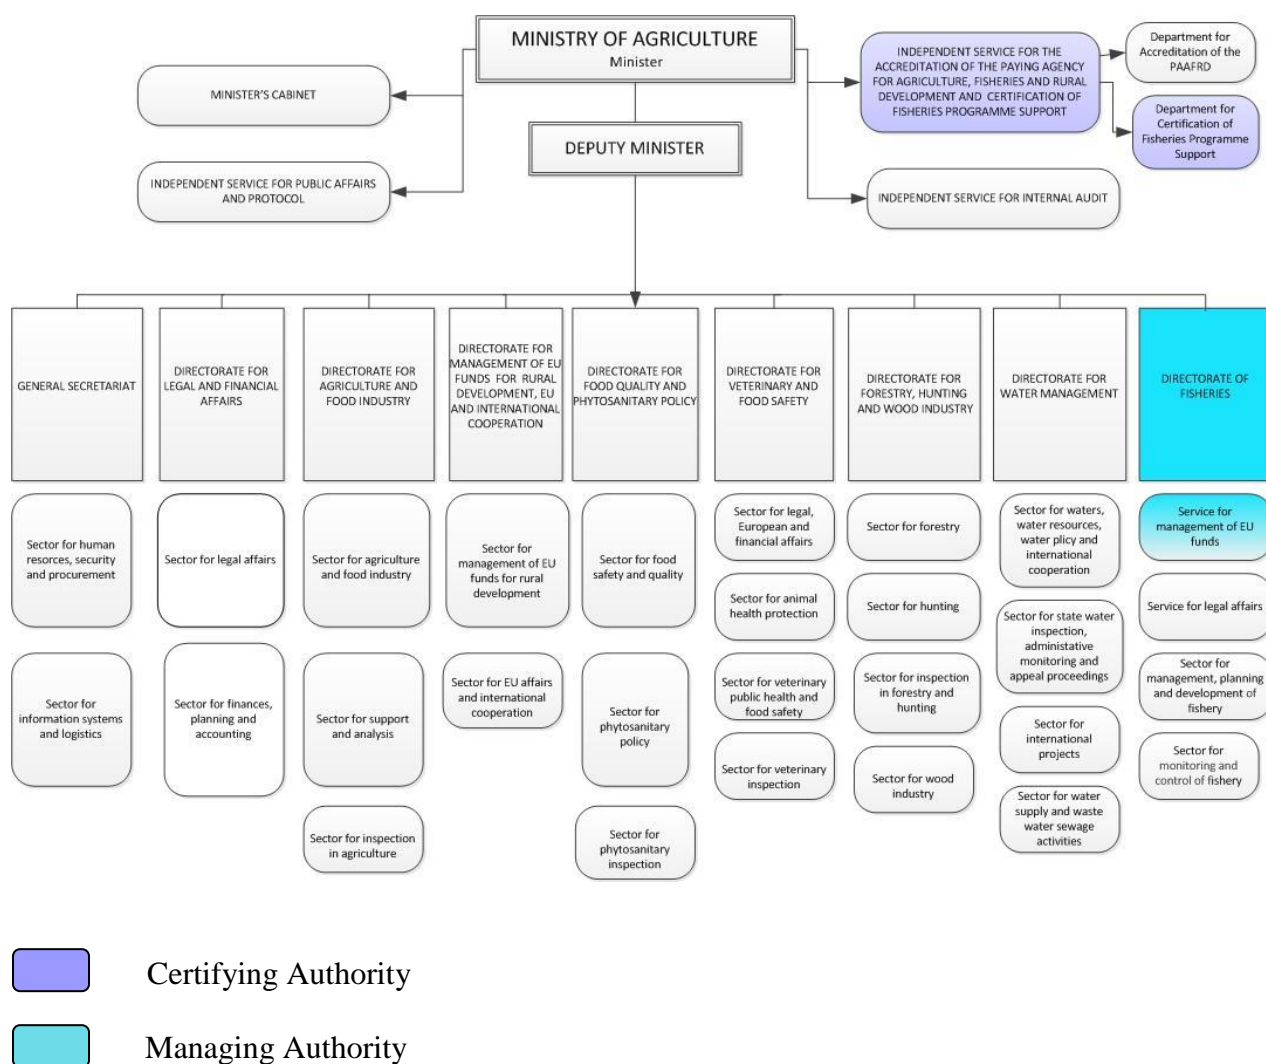 MINISTRY OF AGRICULTURE
Minister
MINISTER'S CABINET
INDEPENDENT SERVICE FOR PUBLIC AFFAIRS
AND PROTOCOL
DEPUTY MINISTER
INDEPENDENT SERVICE FOR THE
ACCREDITATION OF THE PAYING AGENCY
FOR AGRICULTURE, FISHERIES AND RURAL
DEVELOPMENT AND CERTIFICATION OF
FISHERIES PROGRAMME SUPPORT
Department for
Accreditation of the
PAAFRD
Department for
Certification of
Fisheries Programme
Support
INDEPENDENT SERVICE FOR INTERNAL AUDIT
GENERAL SECRETARIAT
DIRECTORATE FOR
LEGAL AND FINANCIAL
AFFAIRS
DIRECTORATE FOR
AGRICULTURE AND
FOOD INDUSTRY
DIRECTORATE FOR
MANAGEMENT OF EU
FUNDS FOR RURAL
DEVELOPMENT, EU
AND INTERNATIONAL
COOPERATION
DIRECTORATE FOR
FOOD QUALITY AND
PHYTOSANITARY POLICY
DIRECTORATE FOR
VETERINARY AND
FOOD SAFETY
DIRECTORATE FOR
FORESTRY, HUNTING
AND WOOD INDUSTRY
DIRECTORATE FOR
WATER MANAGEMENT
DIRECTORATE OF
FISHERIES
Sector for human
resorces, security
and procurement
Sector for
information systems
and logistics
Sector for legal affairs
Sector for finances,
planning and
accounting
Sector for agriculture
and food industry
Sector for support
and analysis
Sector for inspection
in agriculture
Sector for
management of EU
funds for rural
development
Sector for EU affairs
and international
cooperation
Sector for food
safety and quality
Sector for
phytosanitary
policy
Sector for
phytosanitary
inspection
Sector for legal,
European and
financial affairs
Sector for animal
health protection
Sector for veterinary
public health and
food safety
Sector for veterinary
inspection
Sector for forestry
Sector for hunting
Sector for inspection
in forestry and
hunting
Sector for wood
industry
Sector for waters,
water resources,
water plicy and
international
cooperation
Sector for state water
inspection,
administative
monitoring and
appeal proceedings
Sector for
international
projects
Sector for water
supply and waste
water sewage
activities
Service for
management of EU
funds
Service for legal affairs
Sector for
management, planning
and development of
fishery
Sector for
monitoring and
control of fishery
Certifying Authority
Managing Authority